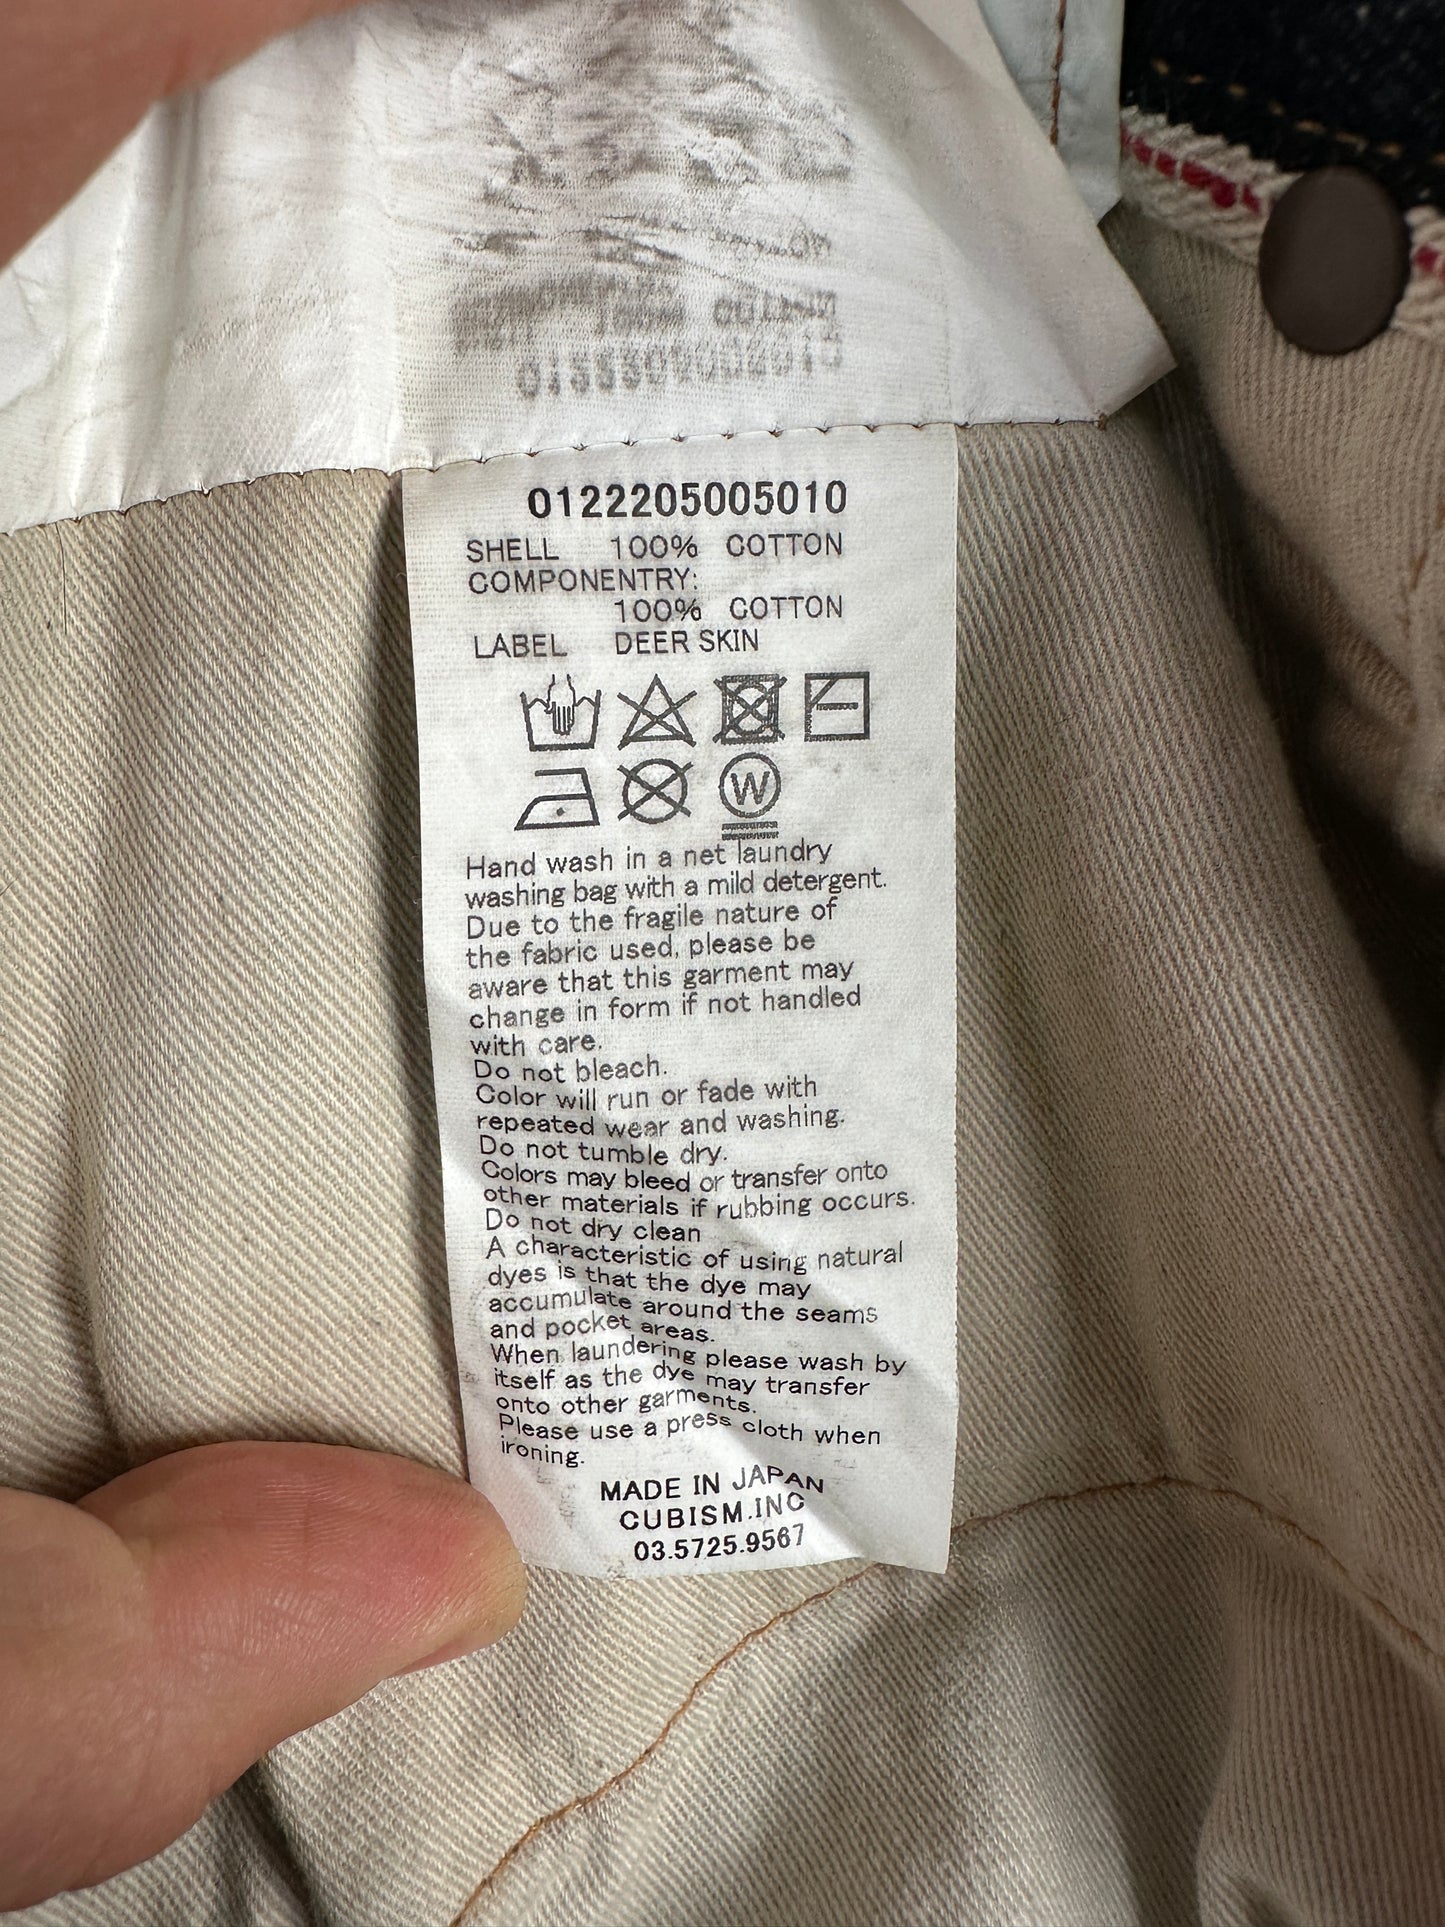 0122205005010
SHELL 100% COTTON
COMPONENTRY:
100% COTTON
LABEL DEER SKIN
W
Hand wash in a net laundry
washing bag with a mild detergent.
Due to the fragile nature of
the fabric used, please be
aware that this garment may
change in form if not handled
with care.
Do not bleach.
Color will run or fade with
repeated wear and washing.
Do not tumble dry.
Colors may bleed or transfer onto
other materials if rubbing occurs.
Do not dry clean
A characteristic of using natural
dyes is that the dye may
accumulate around the seams
and pocket areas.
When laundering please wash by
itself as the dye may transfer
onto other garments.
Please use a press cloth when
ironing.
MADE IN JAPAN
CUBISM.INC
03.5725.9567